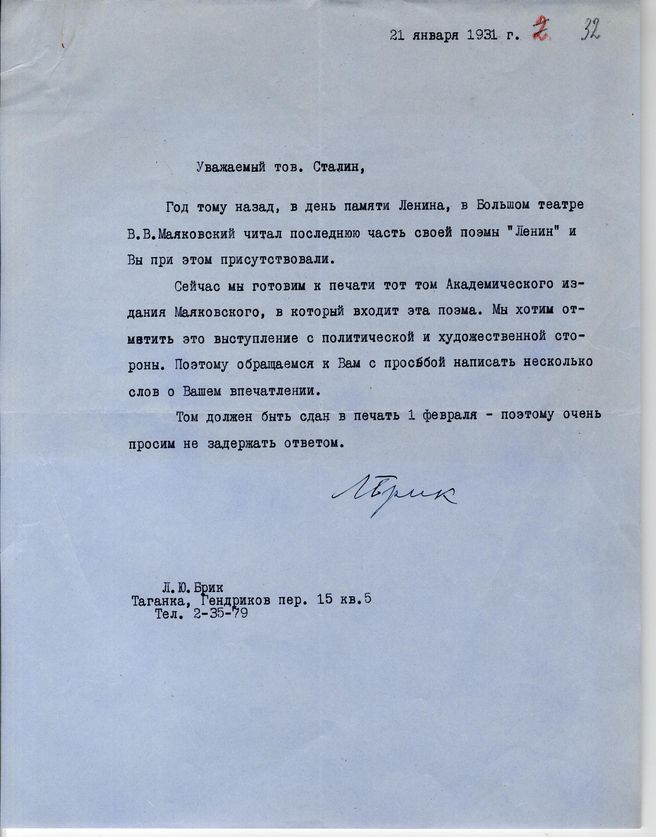 21 января 1931 г. 2 32
Уважаемый тов. Сталин,
Год тому назад, в день памяти Ленина, в Большом театре
В.В.Маяковский читал последнюю часть своей поэмы "Ленин" и
Вы при этом присутствовали.
Сейчас мы готовим к печати тот том Академического из-
дания Маяковского, в который входит эта поэма. Мы хотим от-
метить это выступление с политической и художественной сто-
роны. Поэтому обращаемся к Вам с просьбой написать несколько
слов о Вашем впечатлении.
Том должен быть сдан в печать 1 февраля - поэтому очень
просим не задержать ответом.
ЛБрик
Л.Ю.Брик
Таганка, Гендриков пер. 15 кв.5
Тел. 2-35-79